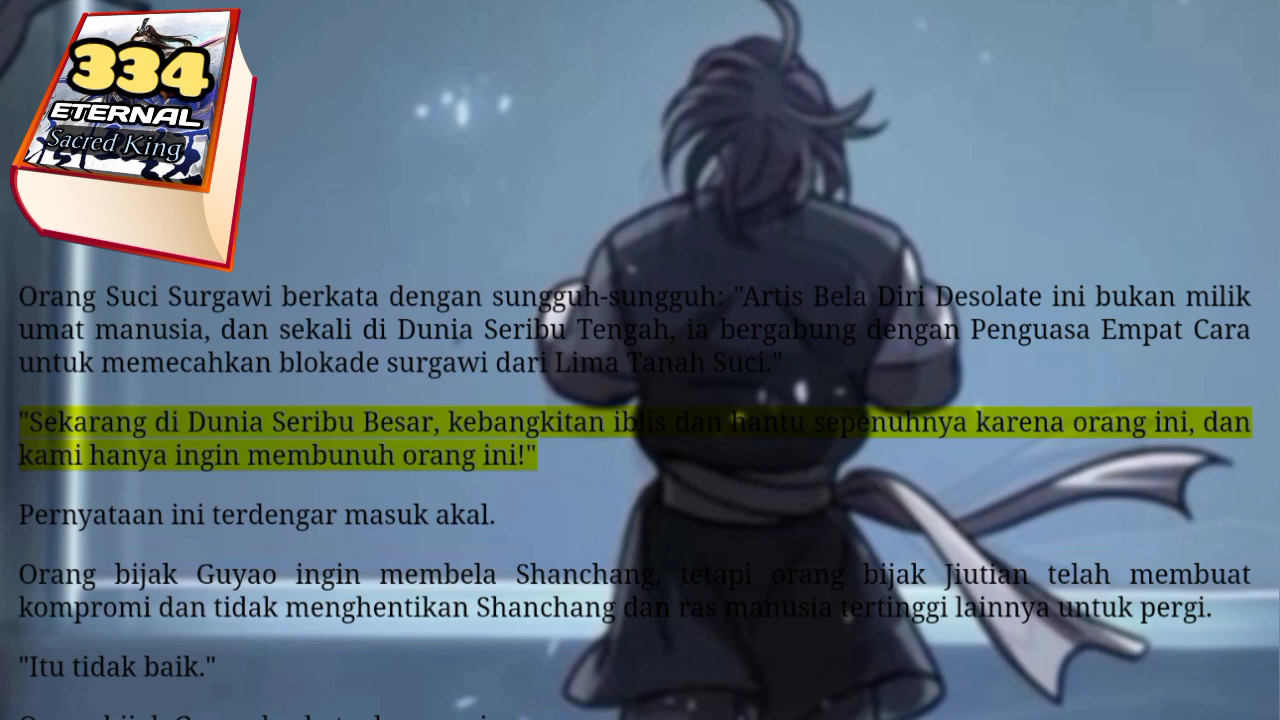 334
ETERNAL
Sacred King
Orang Suci Surgawi berkata dengan sungguh-sungguh: "Artis Bela Diri Desolate ini bukan milik
umat manusia, dan sekali di Dunia Seribu Tengah, ia bergabung dengan Penguasa Empat Cara
untuk memecahkan blokade surgawi dari Lima Tanah Suci."
"Sekarang di Dunia Seribu Besar, kebangkitan iblis dan hantu sepenuhnya karena orang ini, dan
kami hanya ingin membunuh orang ini!"
Pernyataan ini terdengar masuk akal.
Orang bijak Guyao ingin membela Shanchang, tetapi orang bijak Jiutian telah membuat
kompromi dan tidak menghentikan Shanchang dan ras manusia tertinggi lainnya untuk pergi.
"Itu tidak baik."